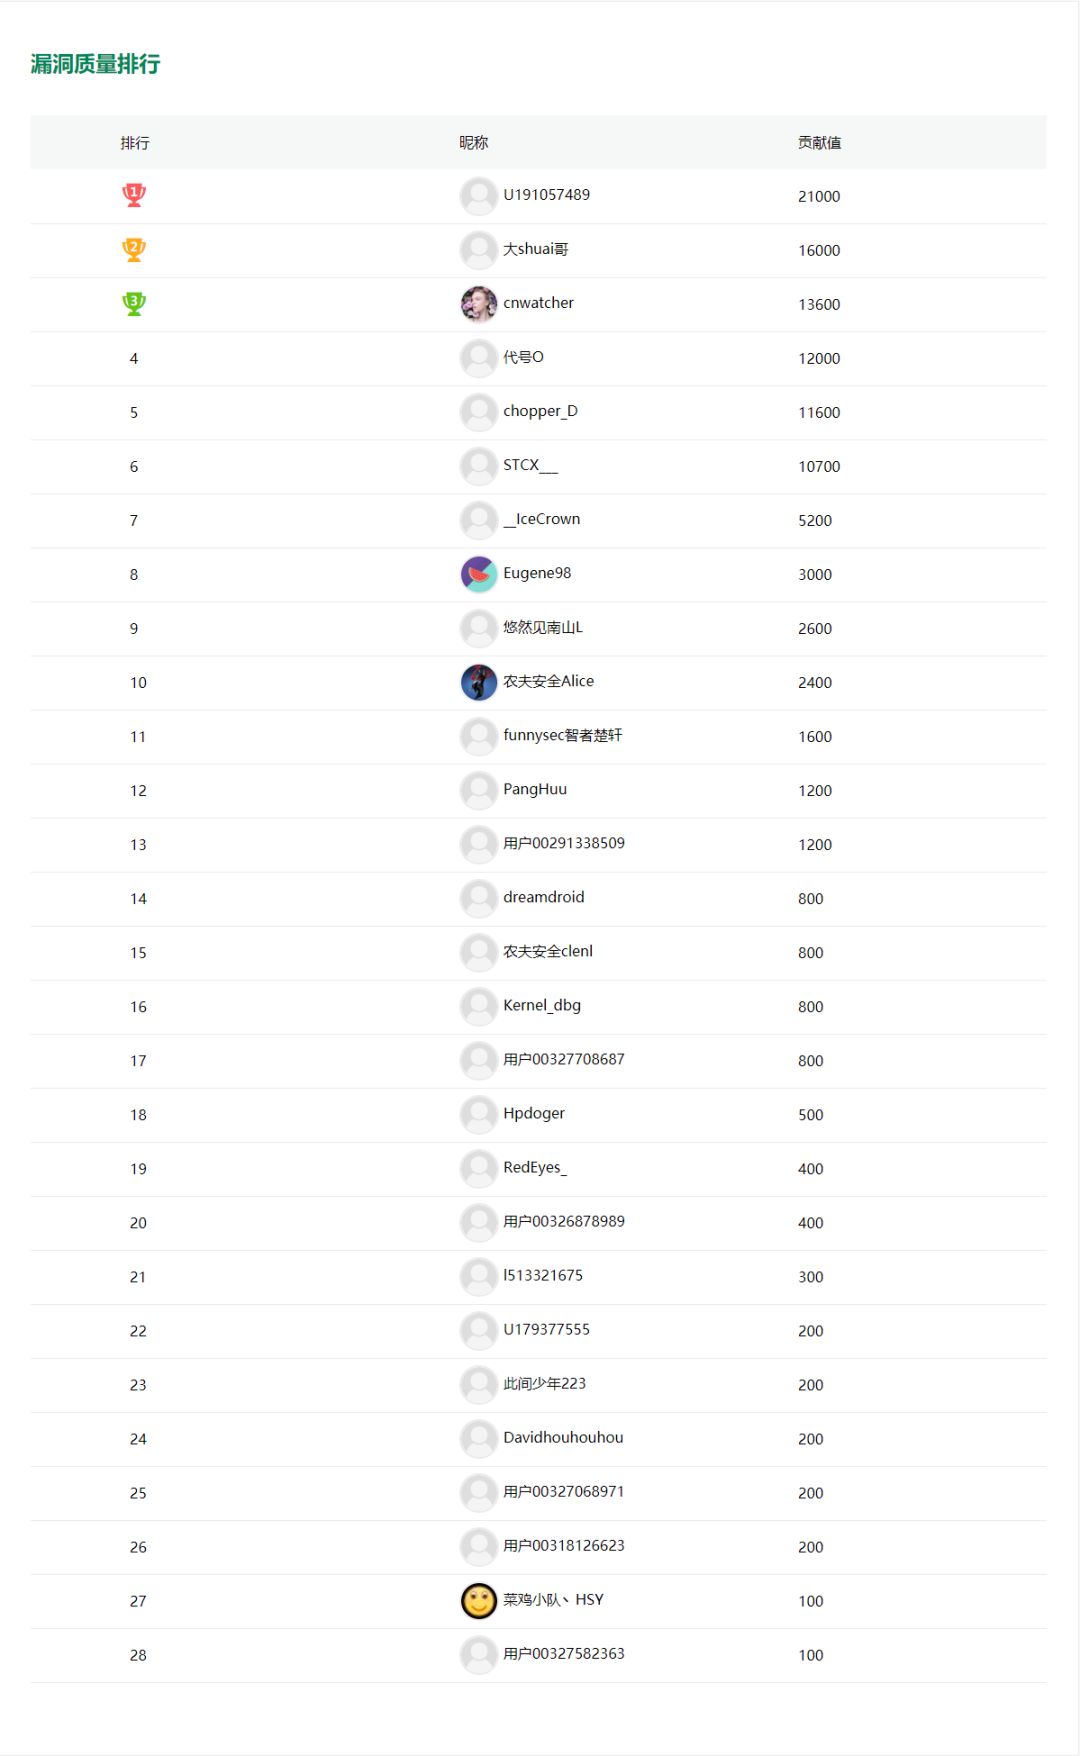 漏洞质量排行
排行 昵称 贡献值
1 U191057489 21000
2 大shuai哥 16000
3 cnwatcher 13600
4 代号O 12000
5 chopper_D 11600
6 STCX___ 10700
7 __IceCrown 5200
8 Eugene98 3000
9 悠然见南山L 2600
10 农夫安全Alice 2400
11 funnysec智者楚轩 1600
12 PangHuu 1200
13 用户00291338509 1200
14 dreamdroid 800
15 农夫安全clenl 800
16 Kernel_dbg 800
17 用户00327708687 800
18 Hpdoger 500
19 RedEyes_ 400
20 用户00326878989 400
21 l513321675 300
22 U179377555 200
23 此间少年223 200
24 Davidhouhouhou 200
25 用户00327068971 200
26 用户00318126623 200
27 菜鸡小队丶HSY 100
28 用户00327582363 100